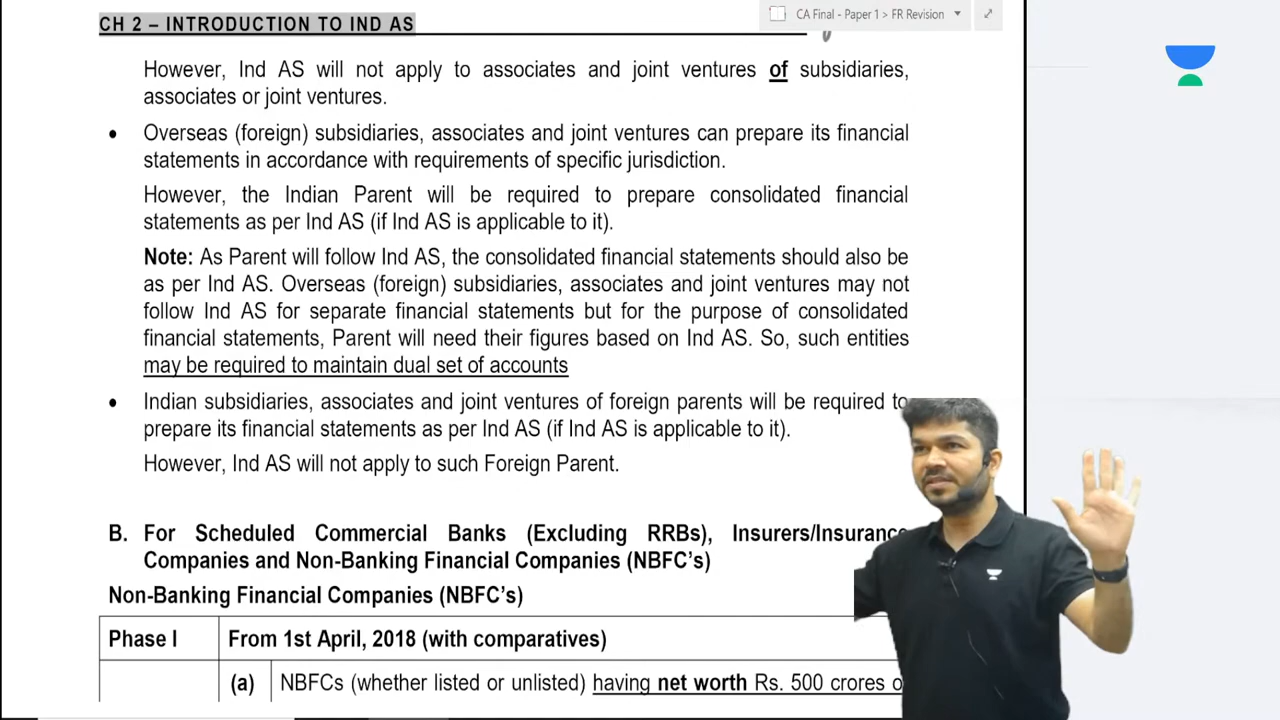 CH 2 – INTRODUCTION TO IND AS
CA Final - Paper 1 > FR Revision
However, Ind AS will not apply to associates and joint ventures of subsidiaries,
associates or joint ventures.
• Overseas (foreign) subsidiaries, associates and joint ventures can prepare its financial
statements in accordance with requirements of specific jurisdiction.
However, the Indian Parent will be required to prepare consolidated financial
statements as per Ind AS (if Ind AS is applicable to it).
Note: As Parent will follow Ind AS, the consolidated financial statements should also be
as per Ind AS. Overseas (foreign) subsidiaries, associates and joint ventures may not
follow Ind AS for separate financial statements but for the purpose of consolidated
financial statements, Parent will need their figures based on Ind AS. So, such entities
may be required to maintain dual set of accounts
• Indian subsidiaries, associates and joint ventures of foreign parents will be required to
prepare its financial statements as per Ind AS (if Ind AS is applicable to it).
However, Ind AS will not apply to such Foreign Parent.
B. For Scheduled Commercial Banks (Excluding RRBs), Insurers/Insurance
Companies and Non-Banking Financial Companies (NBFC's)
Non-Banking Financial Companies (NBFC's)
Phase I From 1st April, 2018 (with comparatives)
(a) NBFCs (whether listed or unlisted) having net worth Rs. 500 crores